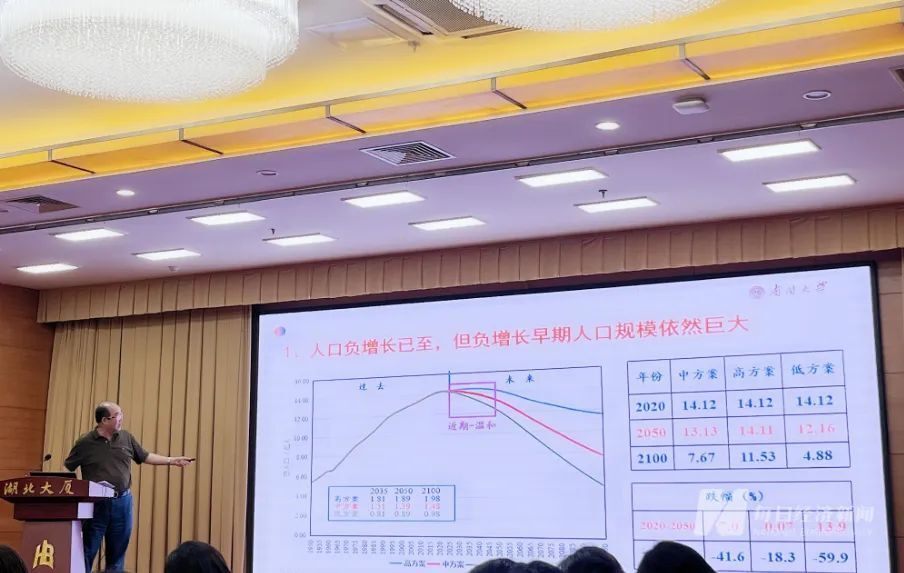 南开大学
1、人口负增长已至，但负增长早期人口规模依然巨大
过去
未来
近期-温和
16.00
14.00
12.00
10.00
8.00
6.00
4.00
2.00
0.00
2035 2050 2100
高方案 1.81 1.89 1.98
中方案 1.31 1.39 1.48
低方案 0.81 0.89 0.98
高方案 中方案
年份 中方案 高方案 低方案
2020 14.12 14.12 14.12
2050 13.13 14.11 12.16
2100 7.67 11.53 4.88
跌幅 (%)
2020-2050 0.07 -13.9
-41.6 -18.3 -59.9
每日经济新闻
湖北大厦